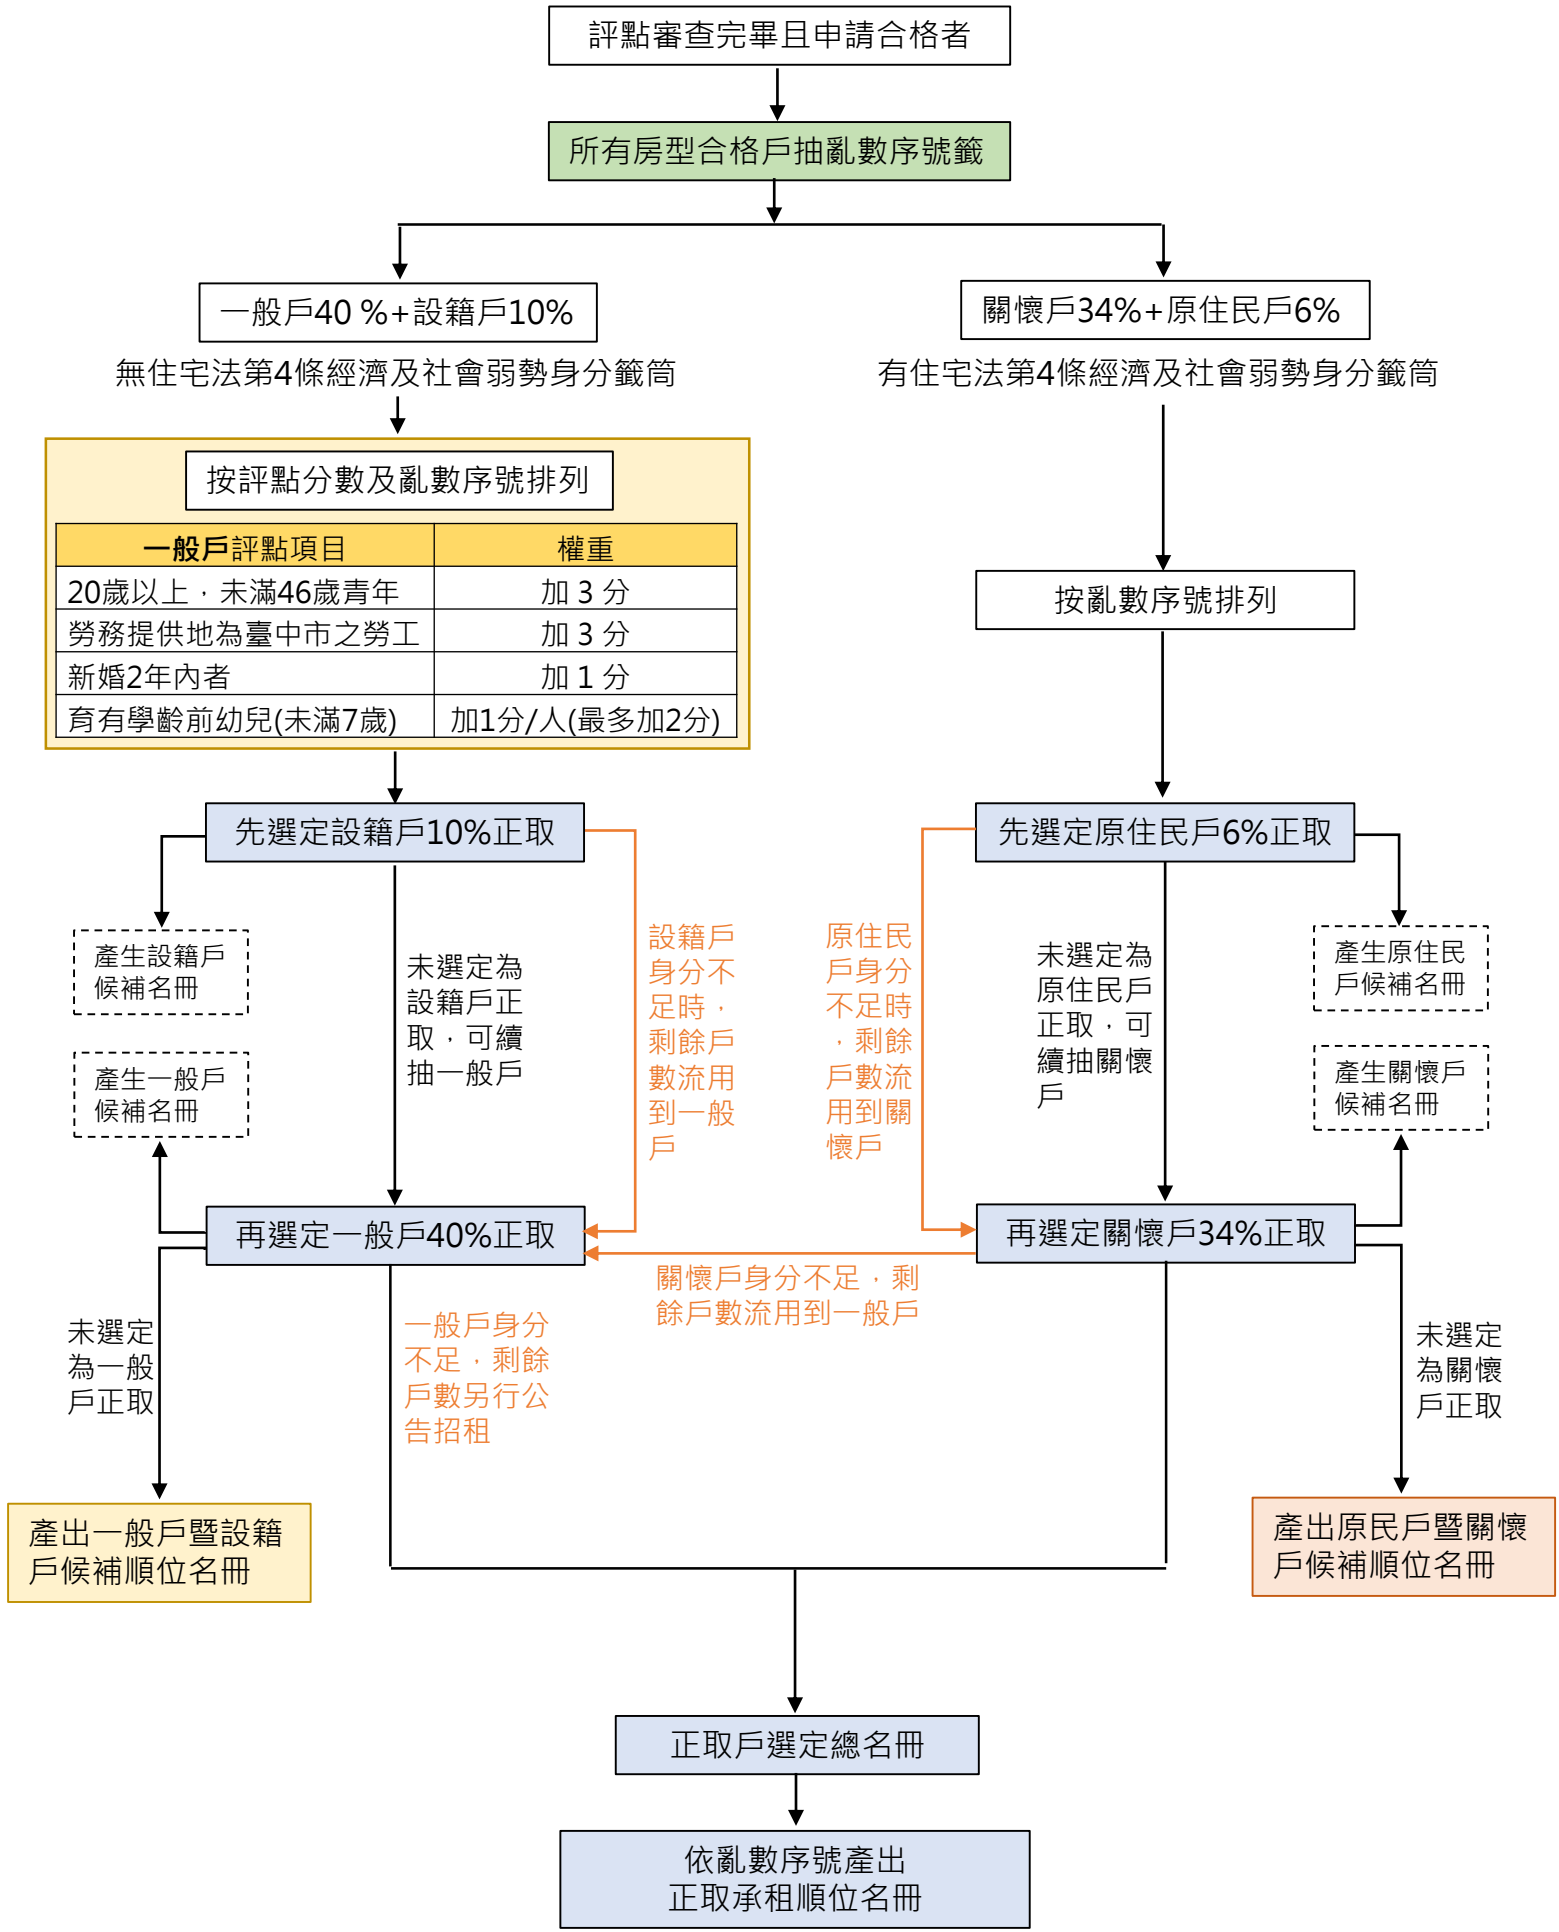 評點審查完畢且申請合格者
所有房型合格戶抽亂數序號籤
一般戶40 %+設籍戶10%
關懷戶34%+原住民戶6%
無住宅法第4條經濟及社會弱勢身分籤筒
有住宅法第4條經濟及社會弱勢身分籤筒
按評點分數及亂數序號排列
一般戶評點項目 權重
20歲以上，未滿46歲青年 加 3 分
勞務提供地為臺中市之勞工 加 3 分
新婚2年內者 加 1 分
育有學齡前幼兒(未滿7歲) 加1分/人(最多加2分)
按亂數序號排列
先選定設籍戶10%正取
先選定原住民戶6%正取
產生設籍戶
候補名冊
未選定為
設籍戶正
取，可續
抽一般戶
設籍戶
身分不
足時，
剩餘戶
數流用
到一般
戶
原住民
戶身分
不足時
，剩餘
戶數流
用到關
懷戶
未選定為
原住民戶
正取，可
續抽關懷
戶
產生原住民
戶候補名冊
產生一般戶
候補名冊
產生關懷戶
候補名冊
再選定一般戶40%正取
再選定關懷戶34%正取
關懷戶身分不足，剩
餘戶數流用到一般戶
未選定
為一般
戶正取
一般戶身分
不足，剩餘
戶數另行公
告招租
未選定
為關懷
戶正取
產出一般戶暨設籍
戶候補順位名冊
產出原民戶暨關懷
戶候補順位名冊
正取戶選定總名冊
依亂數序號產出
正取承租順位名冊